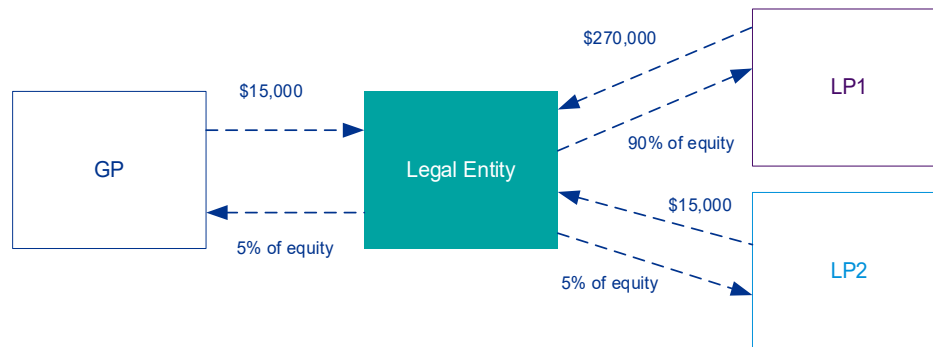 $15,000
GP
5% of equity
Legal Entity
$270,000
90% of equity
LP1
$15,000
5% of equity
LP2